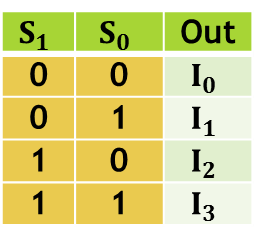 S₁ S₀ Out
0 0 I₀
0 1 I₁
1 0 I₂
1 1 I₃